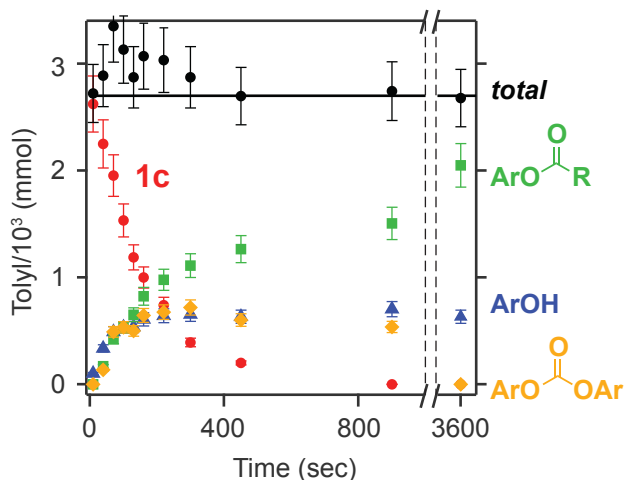 3
2
1
0
Tolyl/10³ (mmol)
0
400
800
3600
Time (sec)
1c
total
O
ArO R
ArOH
O
ArO OAr